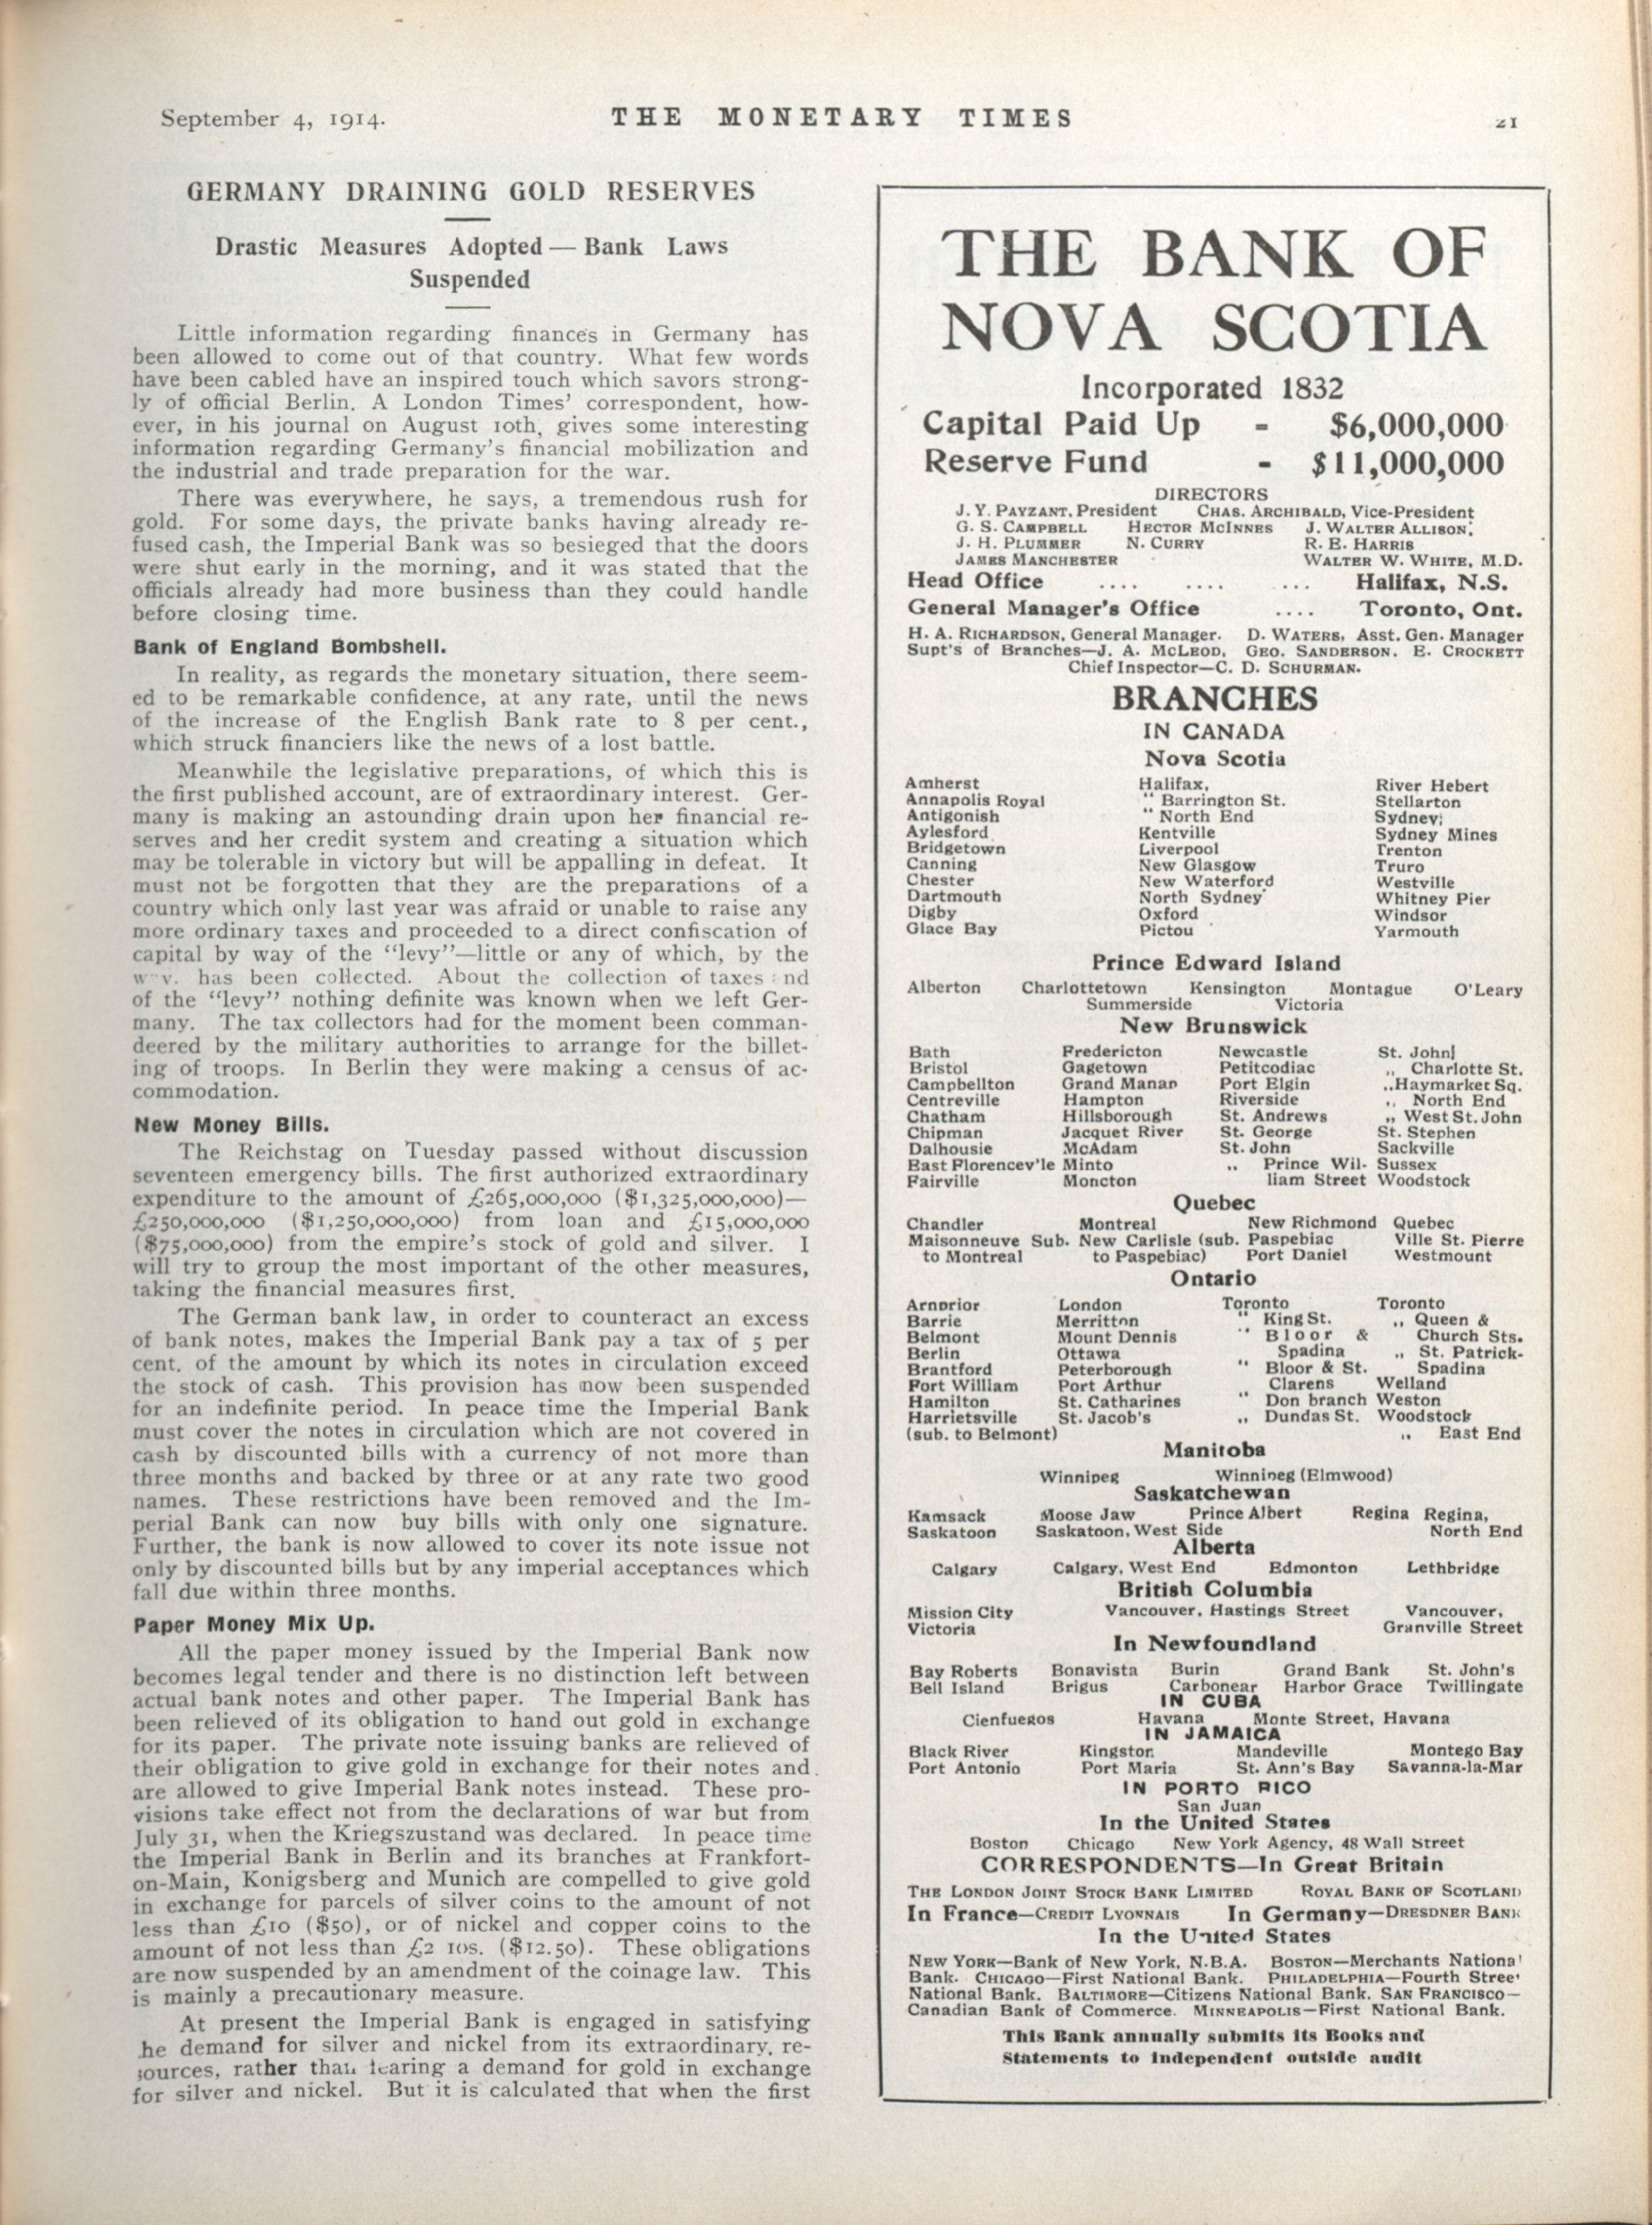 September 4, 1914.
THE MONETARY TIMES
21
GERMANY DRAINING GOLD RESERVES
Drastic Measures Adopted — Bank Laws
Suspended
Little information regarding finances in Germany has
been allowed to come out of that country. What few words
have been cabled have an inspired touch which savors strong-
ly of official Berlin. A London Times' correspondent, how-
ever, in his journal on August 10th, gives some interesting
information regarding Germany's financial mobilization and
the industrial and trade preparation for the war.
There was everywhere, he says, a tremendous rush for
gold. For some days, the private banks having already re-
fused cash, the Imperial Bank was so besieged that the doors
were shut early in the morning, and it was stated that the
officials already had more business than they could handle
before closing time.
Bank of England Bombshell.
In reality, as regards the monetary situation, there seem-
ed to be remarkable confidence, at any rate, until the news
of the increase of the English Bank rate to 8 per cent.,
which struck financiers like the news of a lost battle.
Meanwhile the legislative preparations, of which this is
the first published account, are of extraordinary interest. Ger-
many is making an astounding drain upon her financial re-
serves and her credit system and creating a situation which
may be tolerable in victory but will be appalling in defeat. It
must not be forgotten that they are the preparations of a
country which only last year was afraid or unable to raise any
more ordinary taxes and proceeded to a direct confiscation of
capital by way of the "levy"—little or any of which, by the
has been collected. About the collection of taxes and
of the "levy" nothing definite was known when we left Ger-
many. The tax collectors had for the moment been comman-
deered by the military authorities to arrange for the billet-
ing of troops. In Berlin they were making a census of ac-
commodation.
New Money Bills.
The Reichstag on Tuesday passed without discussion
seventeen emergency bills. The first authorized extraordinary
expenditure to the amount of £265,000,000 ($1,325,000,000)—
£250,000,000 ($1,250,000,000) from loan and £15,000,000
($75,000,000) from the empire's stock of gold and silver. I
will try to group the most important of the other measures,
taking the financial measures first.
The German bank law, in order to counteract an excess
of bank notes, makes the Imperial Bank pay a tax of 5 per
cent. of the amount by which its notes in circulation exceed
the stock of cash. This provision has now been suspended
for an indefinite period. In peace time the Imperial Bank
must cover the notes in circulation which are not covered in
cash by discounted bills with a currency of not more than
three months and backed by three or at any rate two good
names. These restrictions have been removed and the Im-
perial Bank can now buy bills with only one signature.
Further, the bank is now allowed to cover its note issue not
only by discounted bills but by any imperial acceptances which
fall due within three months.
Paper Money Mix Up.
All the paper money issued by the Imperial Bank now
becomes legal tender and there is no distinction left between
actual bank notes and other paper. The Imperial Bank has
been relieved of its obligation to hand out gold in exchange
for its paper. The private note issuing banks are relieved of
their obligation to give gold in exchange for their notes and
are allowed to give Imperial Bank notes instead. These pro-
visions take effect not from the declarations of war but from
July 31, when the Kriegszustand was declared. In peace time
the Imperial Bank in Berlin and its branches at Frankfort-
on-Main, Konigsberg and Munich are compelled to give gold
in exchange for parcels of silver coins to the amount of not
less than £10 ($50), or of nickel and copper coins to the
amount of not less than £2 10s. ($12.50). These obligations
are now suspended by an amendment of the coinage law. This
is mainly a precautionary measure.
At present the Imperial Bank is engaged in satisfying
he demand for silver and nickel from its extraordinary re-
sources, rather than fearing a demand for gold in exchange
for silver and nickel. But it is calculated that when the first
THE BANK OF
NOVA SCOTIA
Incorporated 1832
Capital Paid Up - $6,000,000
Reserve Fund - $11,000,000
DIRECTORS
J. Y. PAYZANT, President CHAS. ARCHIBALD, Vice-President
G. S. CAMPBELL HECTOR MCINNES J. WALTER ALLISON
J. H. PLUMMER N. CURRY R. E. HARRIS
JAMES MANCHESTER WALTER W. WHITE, M.D.
Head Office .... .... ... Halifax, N.S.
General Manager's Office .... Toronto, Ont.
H. A. RICHARDSON, General Manager. D. WATERS, Asst. Gen. Manager
Supt's of Branches—J. A. MCLEOD, GEO. SANDERSON, E. CROCKETT
Chief Inspector—C. D. SCHURMAN.
BRANCHES
IN CANADA
Nova Scotia
Amherst Halifax, River Hebert
Annapolis Royal " Barrington St. Stellarton
Antigonish " North End Sydney
Aylesford Kentville Sydney Mines
Bridgetown Liverpool Trenton
Canning New Glasgow Truro
Chester New Waterford Westville
Dartmouth North Sydney Whitney Pier
Digby Oxford Windsor
Glace Bay Pictou Yarmouth
Prince Edward Island
Alberton Charlottetown Kensington Montague O'Leary
Summerside Victoria
New Brunswick
Bath Fredericton Newcastle St. John
Bristol Gagetown Petitcodiac ,, Charlotte St.
Campbellton Grand Manan Port Elgin ,, Haymarket Sq.
Centreville Hampton Riverside ,, North End
Chatham Hillsborough St. Andrews ,, West St. John
Chipman Jacquet River St. George St. Stephen
Dalhousie McAdam St. John Sackville
East Florencev'le Minto ,, Prince Wil- Sussex
Fairville Moncton liam Street Woodstock
Quebec
Chandler Montreal New Richmond Quebec
Maisonneuve Sub. New Carlisle (sub. Paspebiac Ville St. Pierre
to Montreal to Paspebiac) Port Daniel Westmount
Ontario
Arnprior London Toronto Toronto
Barrie Merritton " King St. ,, Queen &
Belmont Mount Dennis " Bloor & Church Sts.
Berlin Ottawa Spadina ,, St. Patrick-
Brantford Peterborough " Bloor & St. Spadina
Fort William Port Arthur Clarens Welland
Hamilton St. Catharines " Don branch Weston
Harrietsville St. Jacob's ,, Dundas St. Woodstock
(sub. to Belmont) ,, East End
Manitoba
Winnipeg Winnipeg (Elmwood)
Saskatchewan
Kamsack Moose Jaw Prince Albert Regina Regina,
Saskatoon Saskatoon, West Side North End
Alberta
Calgary Calgary, West End Edmonton Lethbridge
British Columbia
Mission City Vancouver, Hastings Street Vancouver,
Victoria Granville Street
In Newfoundland
Bay Roberts Bonavista Burin Grand Bank St. John's
Bell Island Brigus Carbonear Harbor Grace Twillingate
IN CUBA
Cienfuegos Havana Monte Street, Havana
IN JAMAICA
Black River Kingston Mandeville Montego Bay
Port Antonio Port Maria St. Ann's Bay Savanna-la-Mar
IN PORTO RICO
San Juan
In the United States
Boston Chicago New York Agency, 48 Wall Street
CORRESPONDENTS—In Great Britain
THE LONDON JOINT STOCK BANK LIMITED ROYAL BANK OF SCOTLAND
In France—CREDIT LYONNAIS In Germany—DRESDNER BANK
In the United States
NEW YORK—Bank of New York, N.B.A. BOSTON—Merchants National
Bank. CHICAGO—First National Bank. PHILADELPHIA—Fourth Street
National Bank. BALTIMORE—Citizens National Bank. SAN FRANCISCO—
Canadian Bank of Commerce. MINNEAPOLIS—First National Bank.
This Bank annually submits its Books and
Statements to independent outside audit